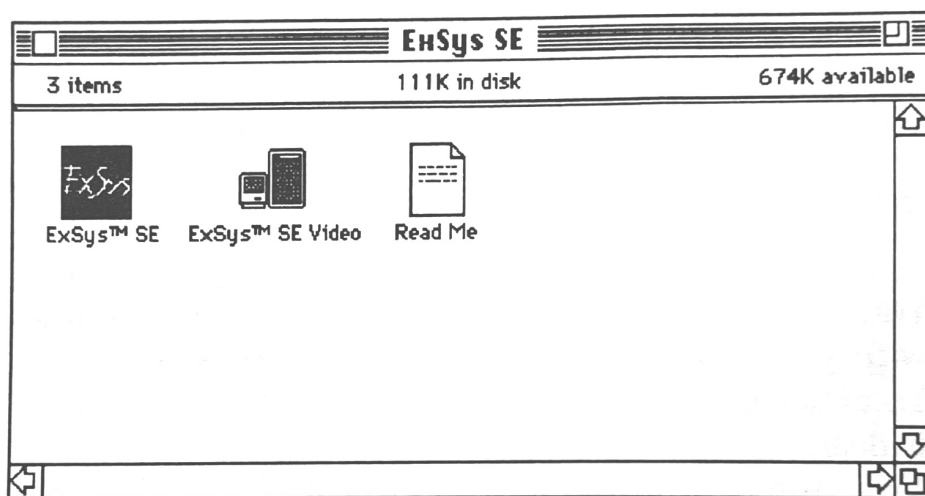 ExSys SE
3 items 111K in disk 674K available
ExSys
ExSys™ SE ExSys™ SE Video Read Me